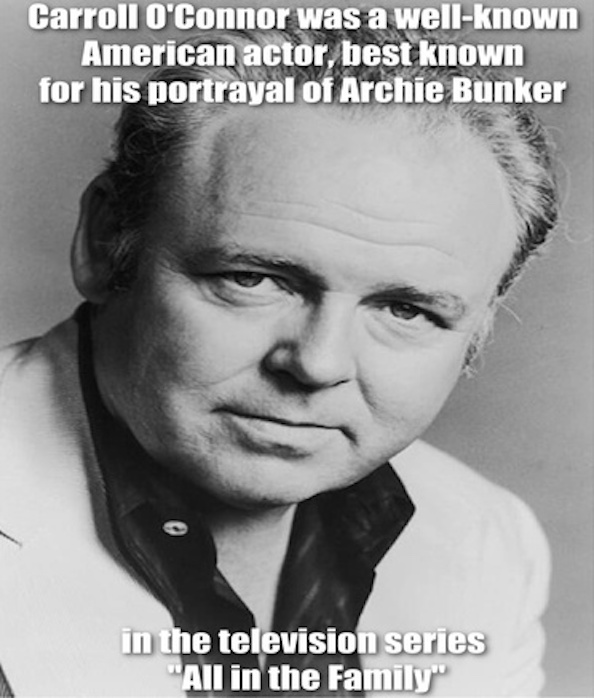 Carroll O'Connor was a well-known
American actor, best known
for his portrayal of Archie Bunker
in the television series
"All in the Family"